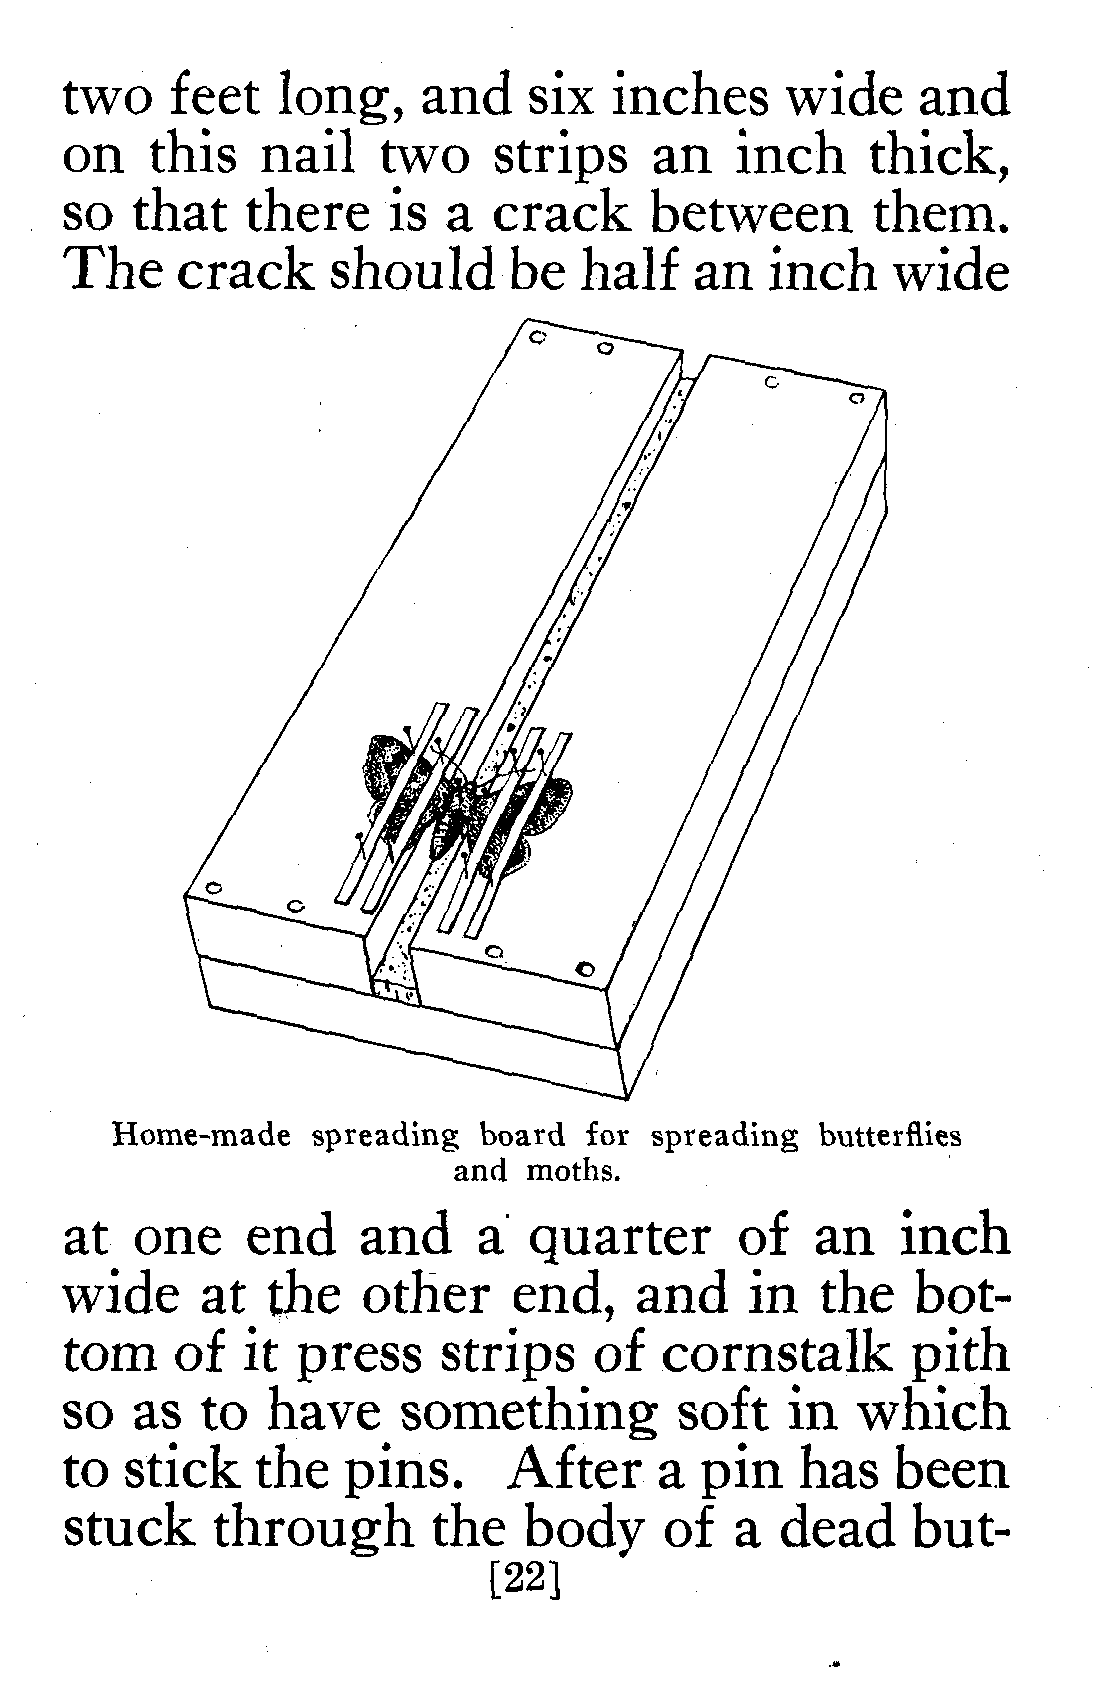 two feet long, and six inches wide and
on this nail two strips an inch thick,
so that there is a crack between them.
The crack should be half an inch wide
Home-made spreading board for spreading butterflies
and moths.
at one end and a quarter of an inch
wide at the other end, and in the bot-
tom of it press strips of cornstalk pith
so as to have something soft in which
to stick the pins. After a pin has been
stuck through the body of a dead but-
[22]